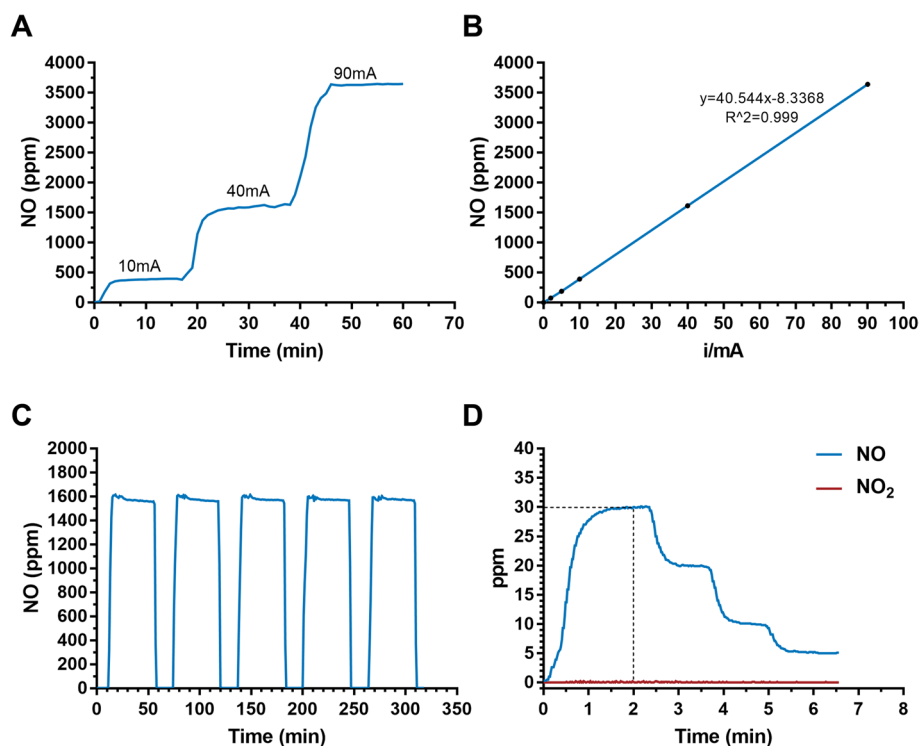 A
NO (ppm)
4000
3500
3000
2500
2000
1500
1000
500
0
10mA
40mA
90mA
0 10 20 30 40 50 60 70
Time (min)
B
NO (ppm)
4000
3500
3000
2500
2000
1500
1000
500
0
y=40.544x-8.3368
R^2=0.999
0 10 20 30 40 50 60 70 80 90 100
i/mA
C
NO (ppm)
2000
1800
1600
1400
1200
1000
800
600
400
200
0
0 50 100 150 200 250 300 350
Time (min)
D
ppm
40
35
30
25
20
15
10
5
0
NO
NO₂
0 1 2 3 4 5 6 7 8
Time (min)